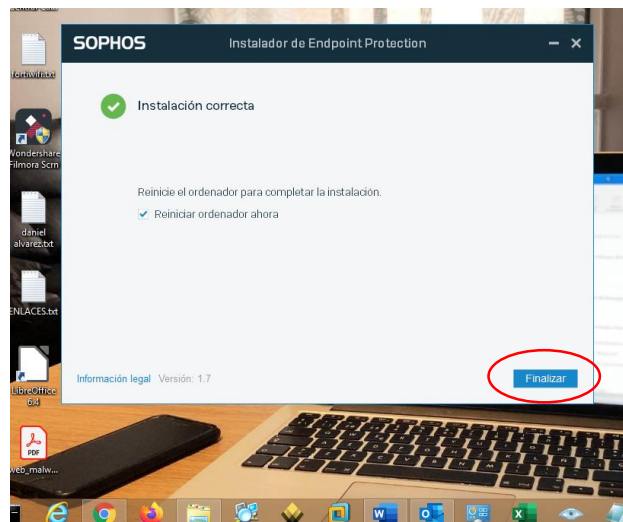 SOPHOS Instalador de Endpoint Protection
Instalación correcta
Reinicie el ordenador para completar la instalación.
Reiniciar ordenador ahora
Información legal Versión: 1.7
Finalizar
fortiwifi.txt
Wondershare
Filmora Scrn
daniel
alvarez.txt
ENLACES.txt
LibreOffice
6.4
PDF
web_malw...